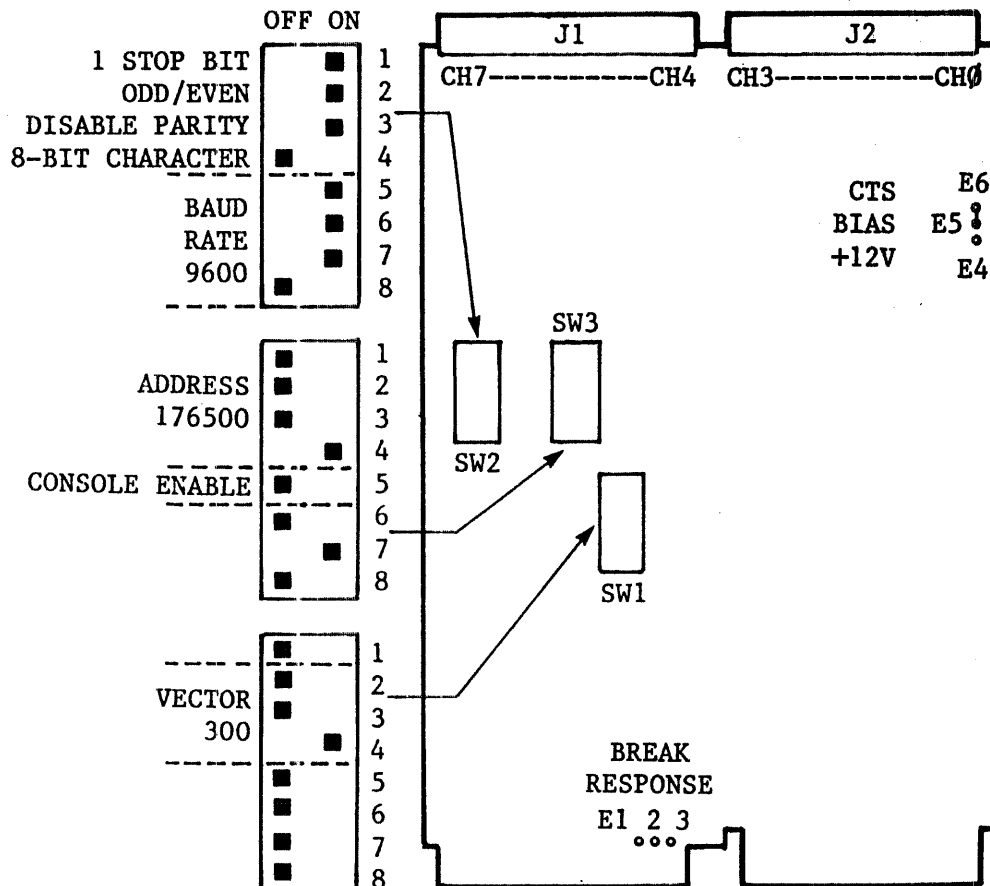 OFF ON
1 STOP BIT 1
ODD/EVEN 2
DISABLE PARITY 3
8-BIT CHARACTER 4
5
BAUD 6
RATE 7
9600 8
1
ADDRESS 2
176500 3
4
CONSOLE ENABLE 5
6
7
8
1
VECTOR 2
300 3
4
5
6
7
8
J1
J2
CH7-----------CH4
CH3-----------CHØ
CTS
BIAS
+12V
E6
E5
E4
SW3
SW2
SW1
BREAK
RESPONSE
E1 2 3